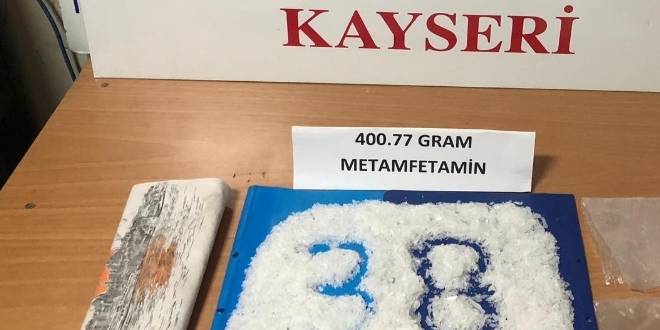 KAYSERİ
400.77 GRAM
METAMFETAMİN
38